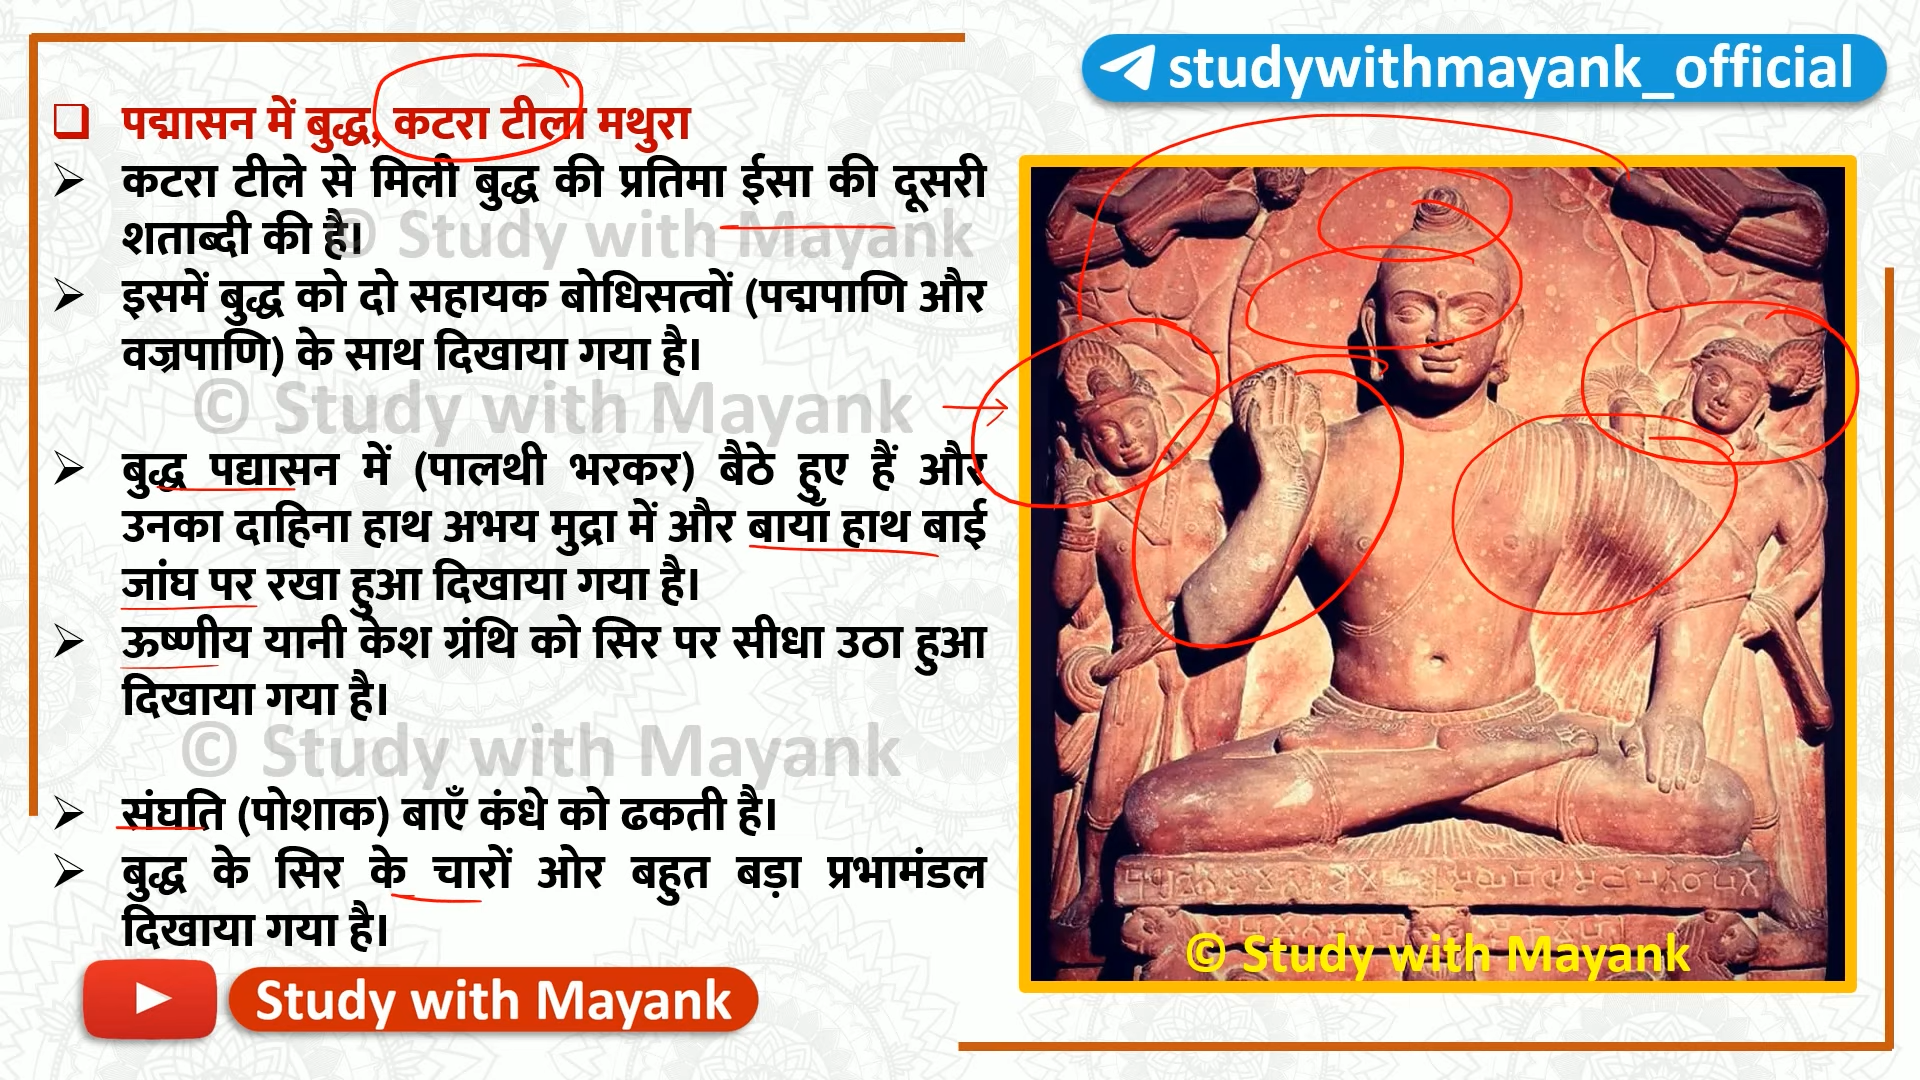 studywithmayank_official
पद्मासन में बुद्ध, कटरा टीला मथुरा
कटरा टीले से मिली बुद्ध की प्रतिमा ईसा की दूसरी
शताब्दी की है।
© Study with Mayank
इसमें बुद्ध को दो सहायक बोधिसत्वों (पद्मपाणि और
वज्रपाणि) के साथ दिखाया गया है।
© Study with Mayank
बुद्ध पद्यासन में (पालथी भरकर) बैठे हुए हैं और
उनका दाहिना हाथ अभय मुद्रा में और बायाँ हाथ बाई
जांघ पर रखा हुआ दिखाया गया है।
ऊष्णीय यानी केश ग्रंथि को सिर पर सीधा उठा हुआ
दिखाया गया है।
© Study with Mayank
संघति (पोशाक) बाएँ कंधे को ढकती है।
बुद्ध के सिर के चारों ओर बहुत बड़ा प्रभामंडल
दिखाया गया है।
© Study with Mayank
Study with Mayank